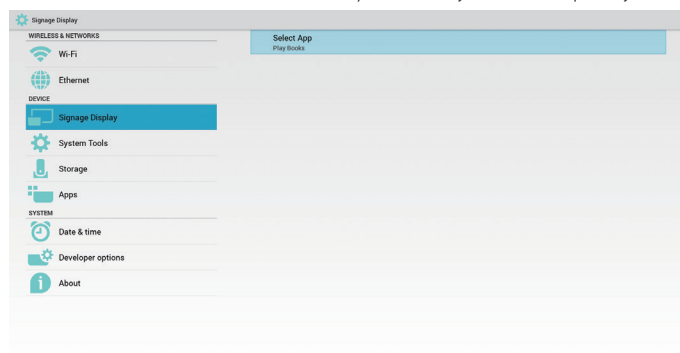 Signage Display
WIRELESS & NETWORKS
Wi-Fi
Ethernet
DEVICE
Signage Display
System Tools
Storage
Apps
SYSTEM
Date & time
Developer options
About
Select App
Play Books